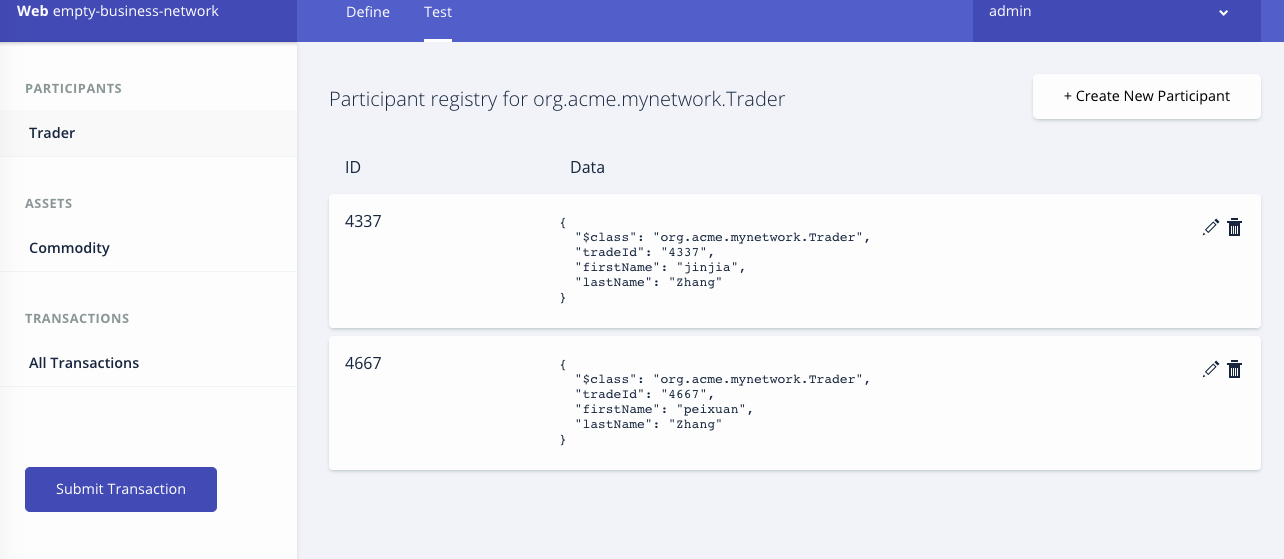 Web empty-business-network
Define
Test
admin
PARTICIPANTS
Trader
ASSETS
Commodity
TRANSACTIONS
All Transactions
Submit Transaction
Participant registry for org.acme.mynetwork.Trader
+ Create New Participant
ID
Data
4337
{
"$class": "org.acme.mynetwork.Trader",
"tradeId": "4337",
"firstName": "jinjia",
"lastName": "Zhang"
}
4667
{
"$class": "org.acme.mynetwork.Trader",
"tradeId": "4667",
"firstName": "peixuan",
"lastName": "Zhang"
}